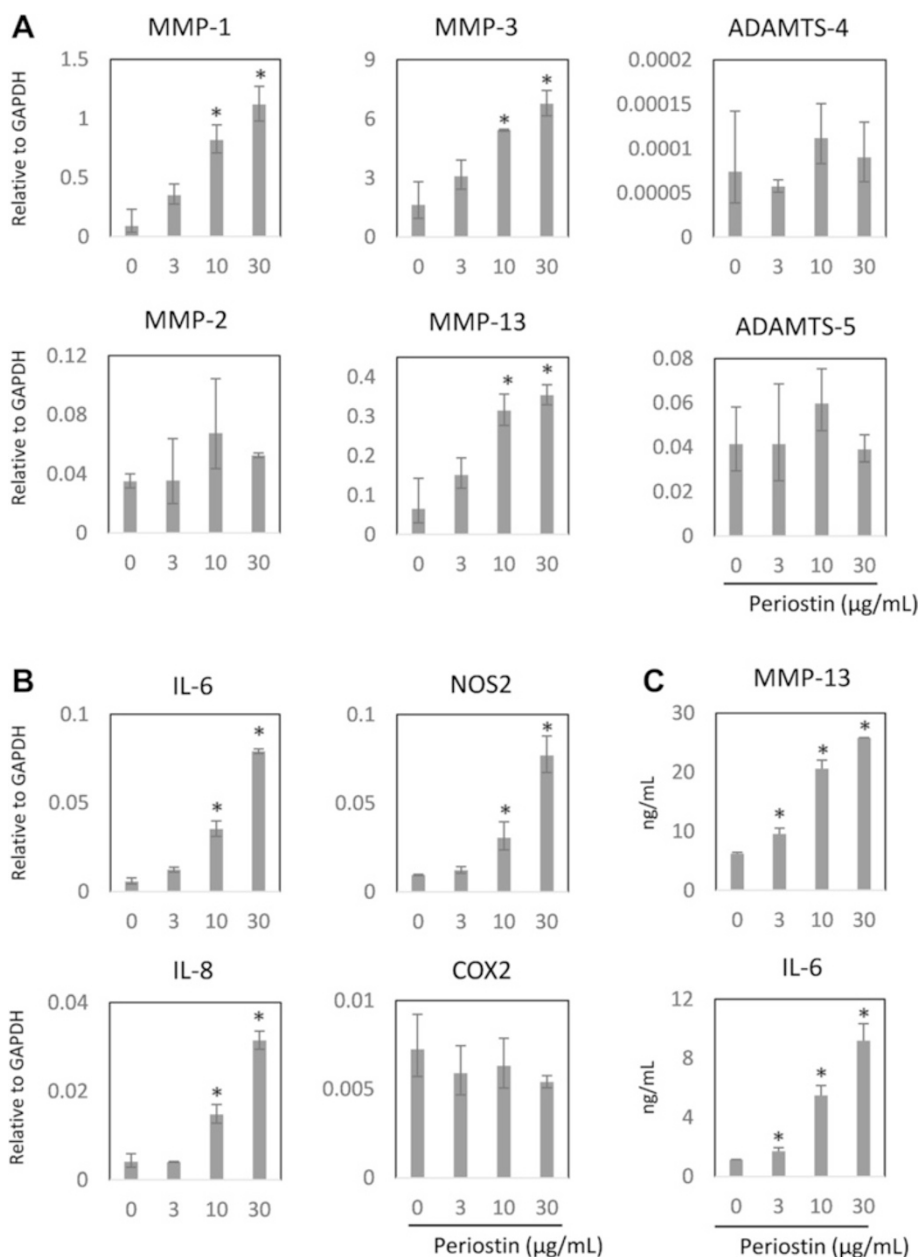 A
MMP-1
MMP-3
ADAMTS-4
Relative to GAPDH
1.5
1
0.5
0
* *
0 3 10 30
9
6
3
0
* *
0 3 10 30
0.0002
0.00015
0.0001
0.00005
0
0 3 10 30
MMP-2
MMP-13
ADAMTS-5
Relative to GAPDH
0.12
0.08
0.04
0
0 3 10 30
0.4
0.3
0.2
0.1
0
* *
0 3 10 30
0.08
0.06
0.04
0.02
0
0 3 10 30
Periostin (µg/mL)
B
IL-6
NOS2
Relative to GAPDH
0.1
0.05
0
* *
0 3 10 30
0.1
0.05
0
* *
0 3 10 30
C
MMP-13
ng/mL
30
20
10
0
* * *
0 3 10 30
IL-8
COX2
IL-6
Relative to GAPDH
0.04
0.02
0
* *
0 3 10 30
0.01
0.005
0
0 3 10 30
Periostin (µg/mL)
ng/mL
12
8
4
0
* * *
0 3 10 30
Periostin (µg/mL)